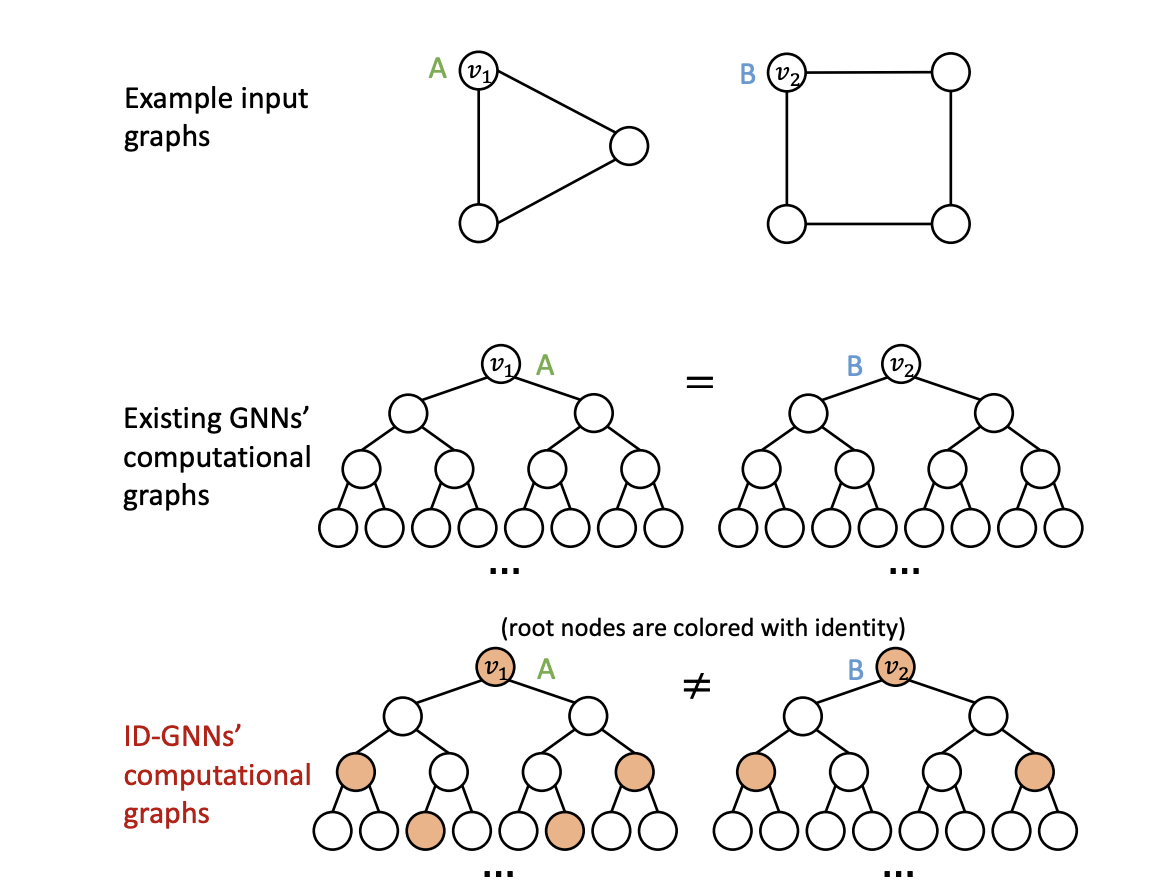 A v₁
B v₂
Example input
graphs
v₁ A
=
B v₂
Existing GNNs’
computational
graphs
...
...
(root nodes are colored with identity)
v₁ A
≠
B v₂
ID-GNNs’
computational
graphs
...
...